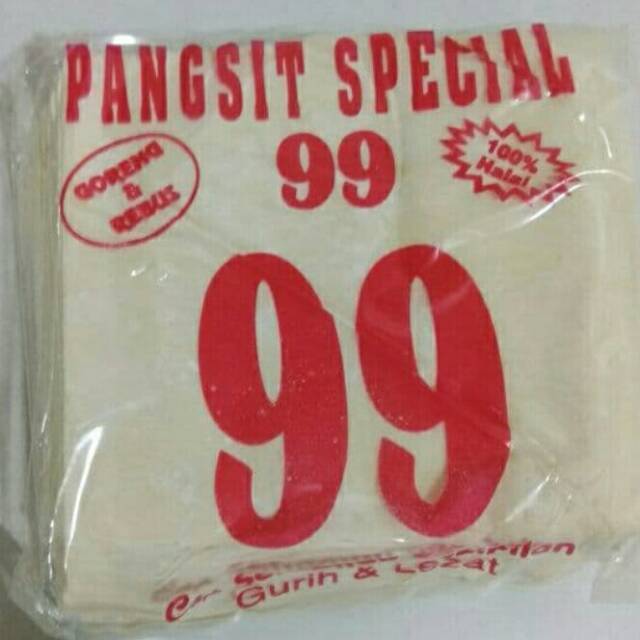 PANGSIT SPECIAL
99
GORENG
&
REBUS
100%
Halal
99
Gurih & Lezat